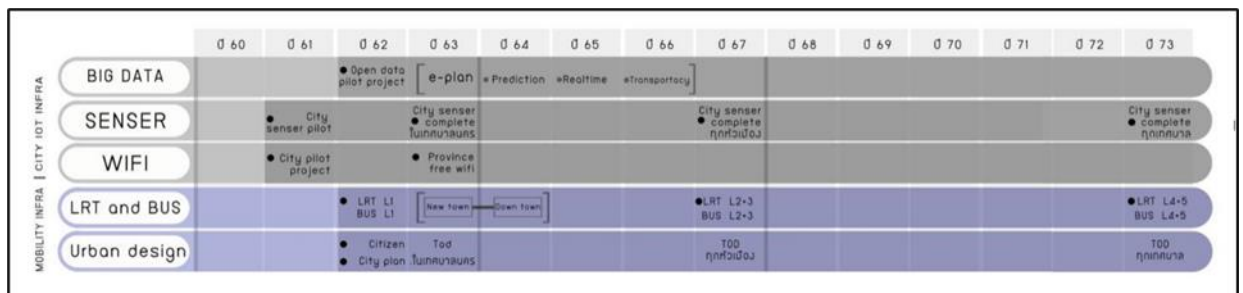 ปี 60 ปี 61 ปี 62 ปี 63 ปี 64 ปี 65 ปี 66 ปี 67 ปี 68 ปี 69 ปี 70 ปี 71 ปี 72 ปี 73
CITY IOT INFRA
BIG DATA
Open data
pilot project
e-plan
Prediction
Realtime
Transportacy
SENSER
City
senser pilot
City senser
complete
ในเทศบาลนคร
City senser
complete
ทุกหัวเมือง
City senser
complete
ทุกเทศบาล
WIFI
City pilot
project
Province
free wifi
MOBILITY INFRA
LRT and BUS
LRT L1
BUS L1
New town
Down town
LRT L2+3
BUS L2+3
LRT L4+5
BUS L4+5
Urban design
Citizen
City plan
Tod
ในเทศบาลนคร
TOD
ทุกหัวเมือง
TOD
ทุกเทศบาล